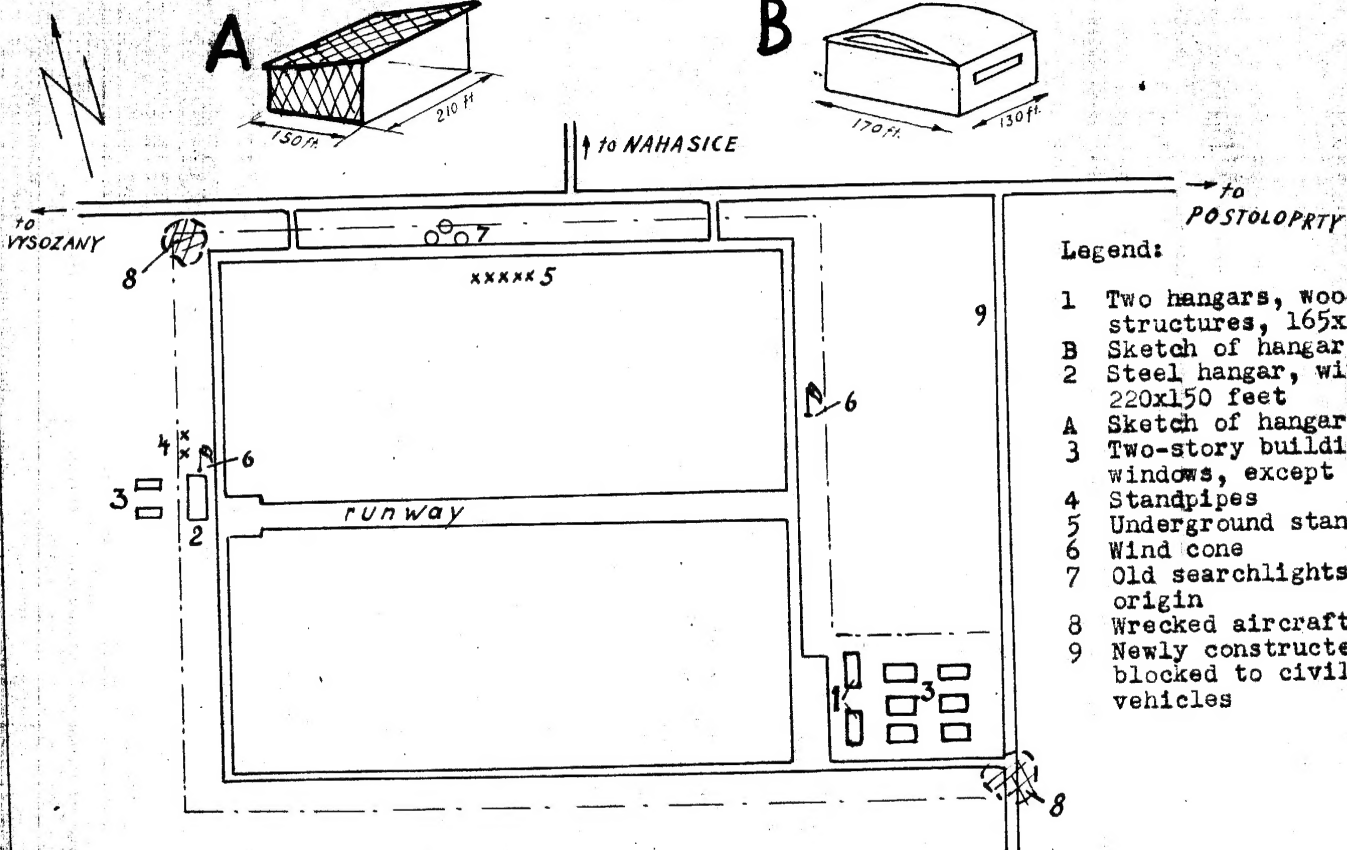 A
B
150 ft.
210 ft
170 ft.
130 ft.
to NAHASICE
to
VYSOZANY
to
POSTOLOPRTY
7
8
5
9
6
4
6
3
2
runway
1
3
8
Legend:
1 Two hangars, woo
structures, 165x
B Sketch of hangar
2 Steel hangar, wi
220x150 feet
A Sketch of hangar
3 Two-story buildi
windows, except
4 Standpipes
5 Underground stan
6 Wind cone
7 Old searchlights
origin
8 Wrecked aircraft
9 Newly constructe
blocked to civil
vehicles